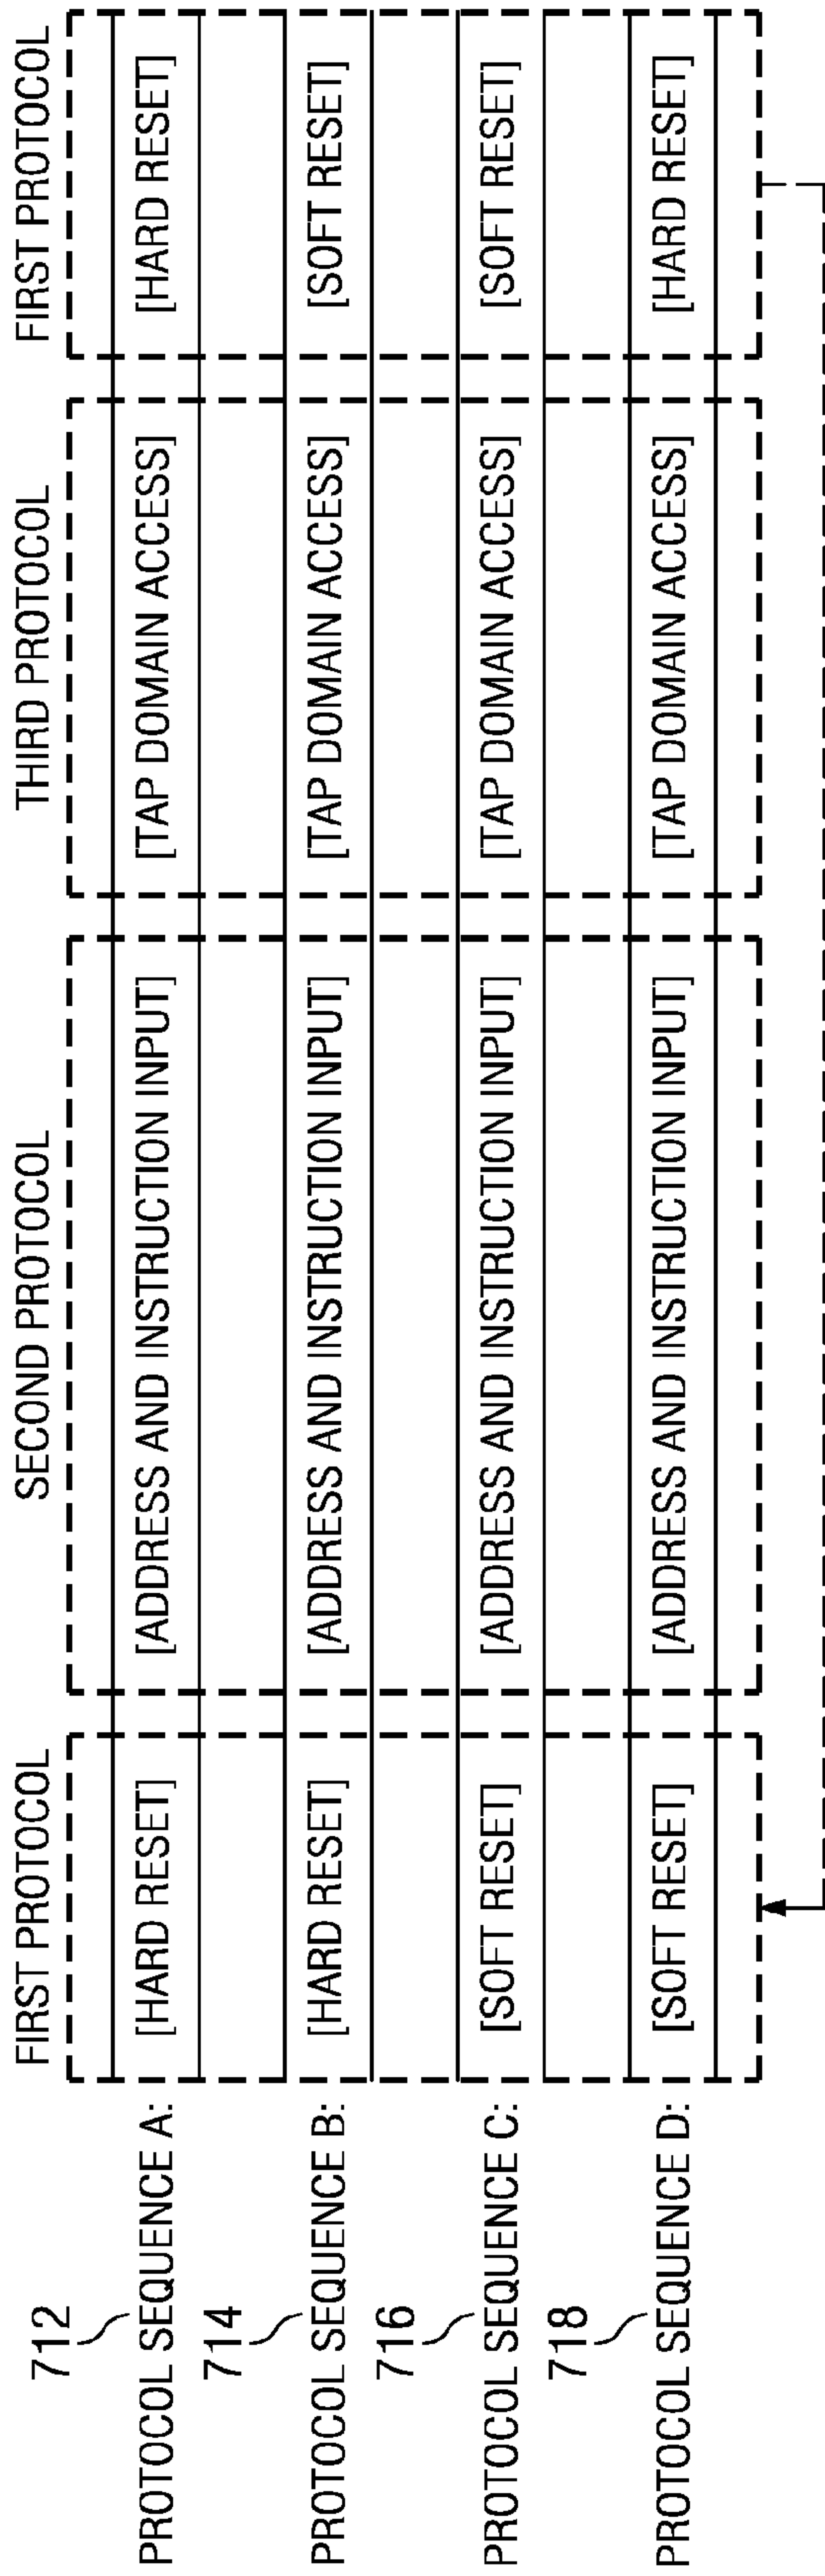 FIRST PROTOCOL SECOND PROTOCOL THIRD PROTOCOL FIRST PROTOCOL
712
PROTOCOL SEQUENCE A: [HARD RESET] [ADDRESS AND INSTRUCTION INPUT] [TAP DOMAIN ACCESS] [HARD RESET]
714
PROTOCOL SEQUENCE B: [HARD RESET] [ADDRESS AND INSTRUCTION INPUT] [TAP DOMAIN ACCESS] [SOFT RESET]
716
PROTOCOL SEQUENCE C: [SOFT RESET] [ADDRESS AND INSTRUCTION INPUT] [TAP DOMAIN ACCESS] [SOFT RESET]
718
PROTOCOL SEQUENCE D: [SOFT RESET] [ADDRESS AND INSTRUCTION INPUT] [TAP DOMAIN ACCESS] [HARD RESET]